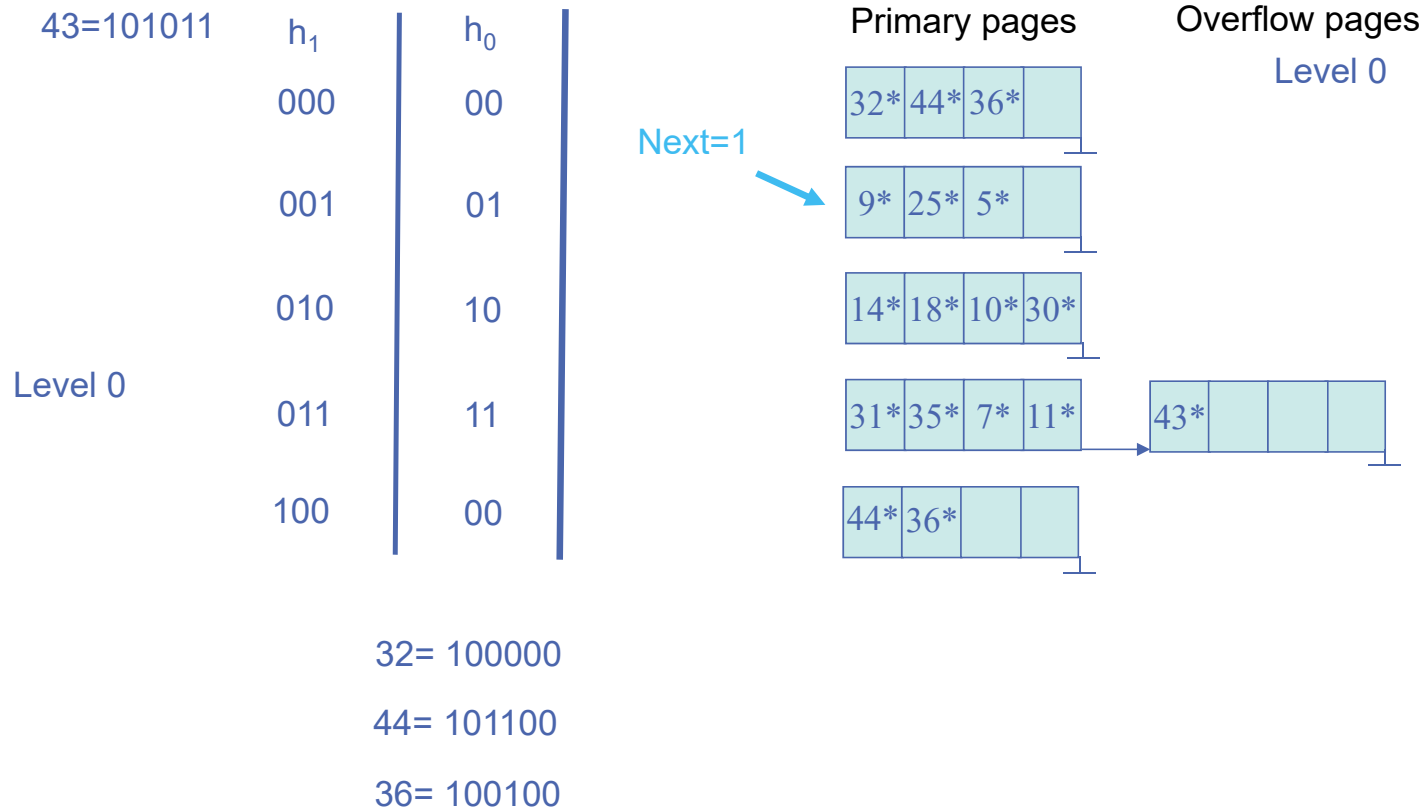 43=101011 h1 h0 Primary pages Overflow pages
Level 0
000 00 32* 44* 36*
Next=1
001 01 9* 25* 5*
010 10 14* 18* 10* 30*
Level 0
011 11 31* 35* 7* 11* 43*
100 00 44* 36*
32= 100000
44= 101100
36= 100100